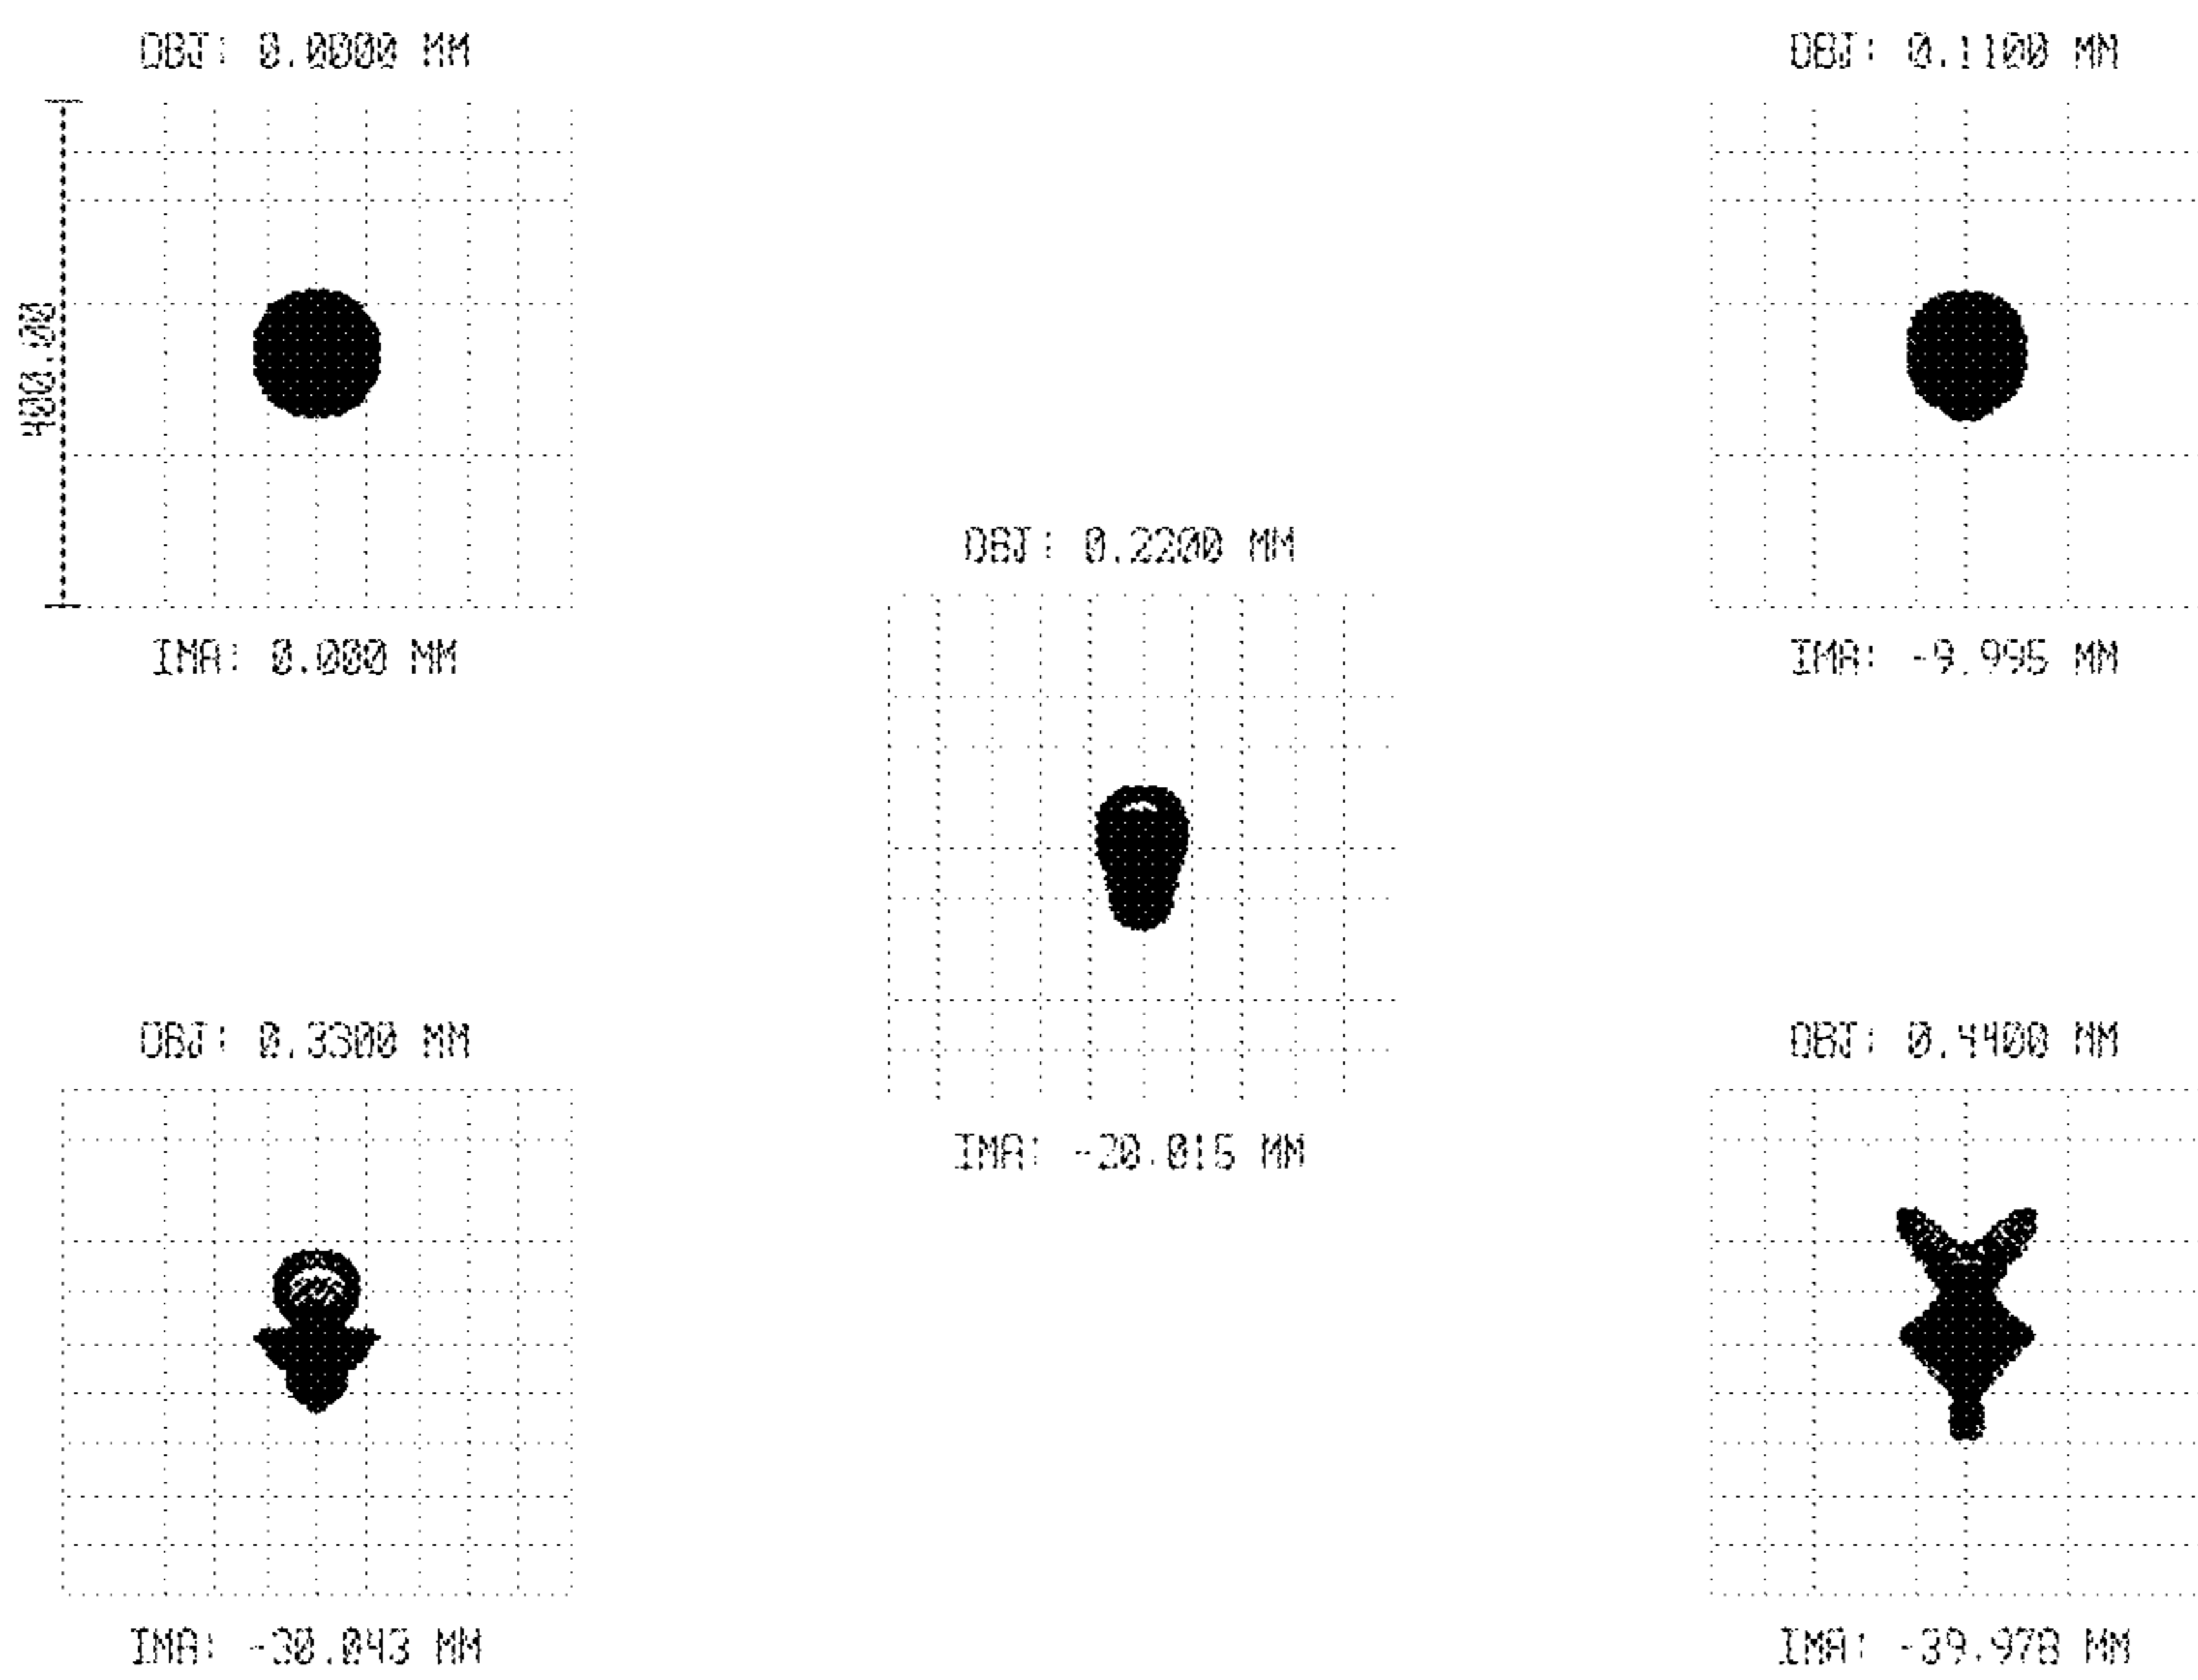 OBJ: 0.0000 MM
OBJ: 0.1100 MM
400.00
IMA: 0.000 MM
IMA: -9.995 MM
OBJ: 0.2200 MM
IMA: -20.015 MM
OBJ: 0.3300 MM
OBJ: 0.4400 MM
IMA: -30.043 MM
IMA: -39.978 MM